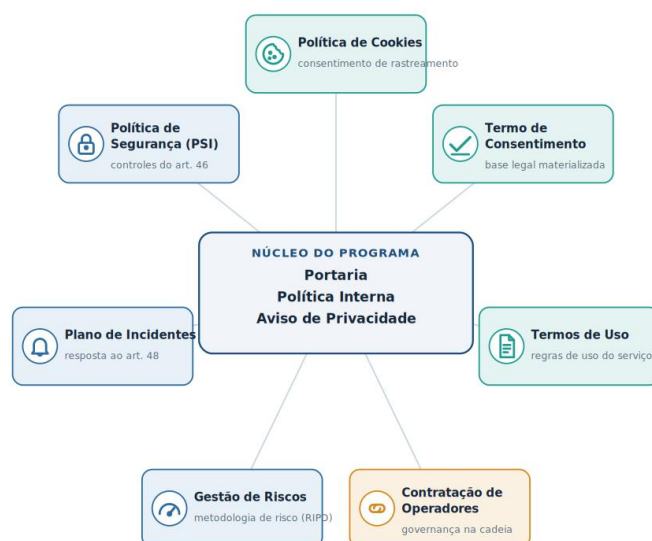 Política de Cookies
consentimento de rastreamento
Política de
Segurança (PSI)
controles do art. 46
Termo de
Consentimento
base legal materializada
NÚCLEO DO PROGRAMA
Portaria
Política Interna
Aviso de Privacidade
Plano de Incidentes
resposta ao art. 48
Termos de Uso
regras de uso do serviço
Gestão de Riscos
metodologia de risco (RIPD)
Contratação de
Operadores
governança na cadeia